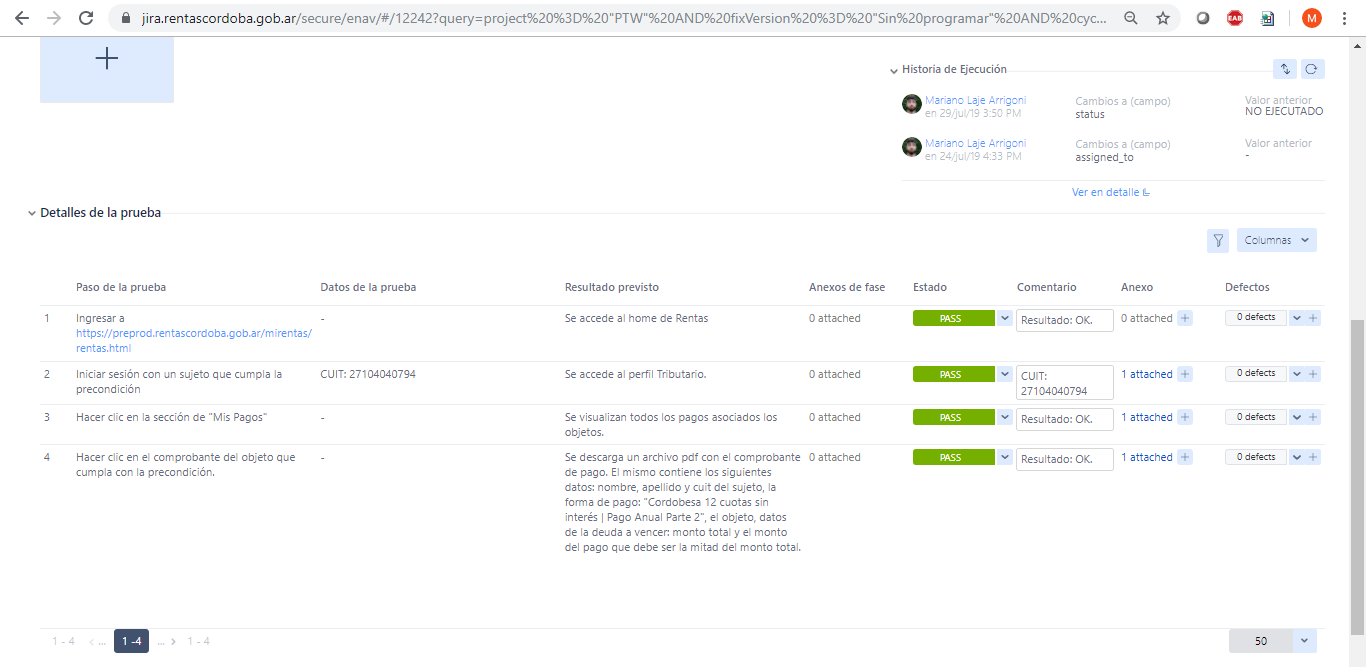 jira.rentascordoba.gob.ar/secure/enav/#/12242?query=project%20%3D%20"PTW"%20AND%20fixVersion%20%3D%20"Sin%20programar"%20AND%20cyc...
EAB
M
Historia de Ejecución
Mariano Laje Arrigoni
en 29/jul/19 3:50 PM
Cambios a (campo)
status
Valor anterior
NO EJECUTADO
Mariano Laje Arrigoni
en 24/jul/19 4:33 PM
Cambios a (campo)
assigned_to
Valor anterior
-
Ver en detalle
Detalles de la prueba
Columnas
Paso de la prueba Datos de la prueba Resultado previsto Anexos de fase Estado Comentario Anexo Defectos
1
Ingresar a
https://preprod.rentascordoba.gob.ar/mirentas/
rentas.html
-
Se accede al home de Rentas
0 attached
PASS
Resultado: OK.
0 attached
0 defects
2
Iniciar sesión con un sujeto que cumpla la
precondición
CUIT: 27104040794
Se accede al perfil Tributario.
0 attached
PASS
CUIT:
27104040794
1 attached
0 defects
3
Hacer clic en la sección de "Mis Pagos"
-
Se visualizan todos los pagos asociados los
objetos.
0 attached
PASS
Resultado: OK.
1 attached
0 defects
4
Hacer clic en el comprobante del objeto que
cumpla con la precondición.
-
Se descarga un archivo pdf con el comprobante
de pago. El mismo contiene los siguientes
datos: nombre, apellido y cuit del sujeto, la
forma de pago: "Cordobesa 12 cuotas sin
interés | Pago Anual Parte 2", el objeto, datos
de la deuda a vencer: monto total y el monto
del pago que debe ser la mitad del monto total.
0 attached
PASS
Resultado: OK.
1 attached
0 defects
1 - 4 ... 1 -4 ... 1 - 4
50